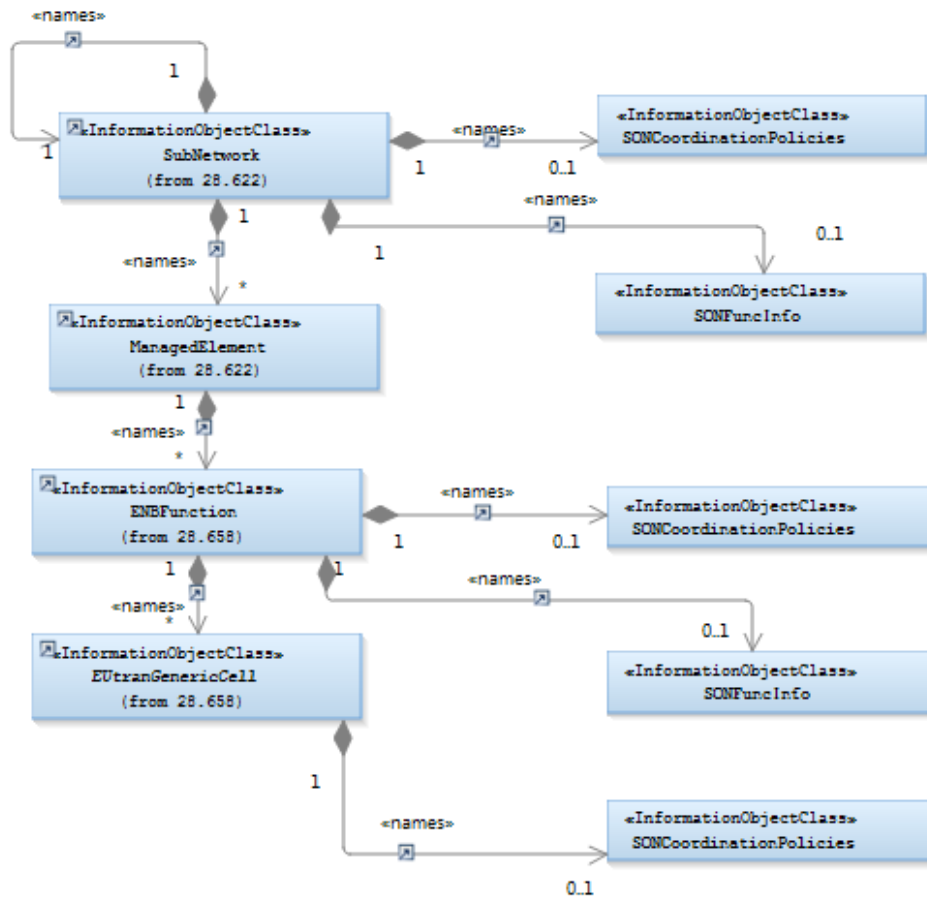 «names»
1
1
«InformationObjectClass»
SubNetwork
(from 28.622)
«names»
1
0..1
«InformationObjectClass»
SONCoordinationPolicies
«names»
1
0..1
«InformationObjectClass»
SONFuncInfo
1
«names»
*
«InformationObjectClass»
ManagedElement
(from 28.622)
1
«names»
*
«InformationObjectClass»
ENBFunction
(from 28.658)
«names»
1
0..1
«InformationObjectClass»
SONCoordinationPolicies
1
«names»
0..1
«InformationObjectClass»
SONFuncInfo
1
«names»
*
«InformationObjectClass»
EUtranGenericCell
(from 28.658)
1
«names»
0..1
«InformationObjectClass»
SONCoordinationPolicies